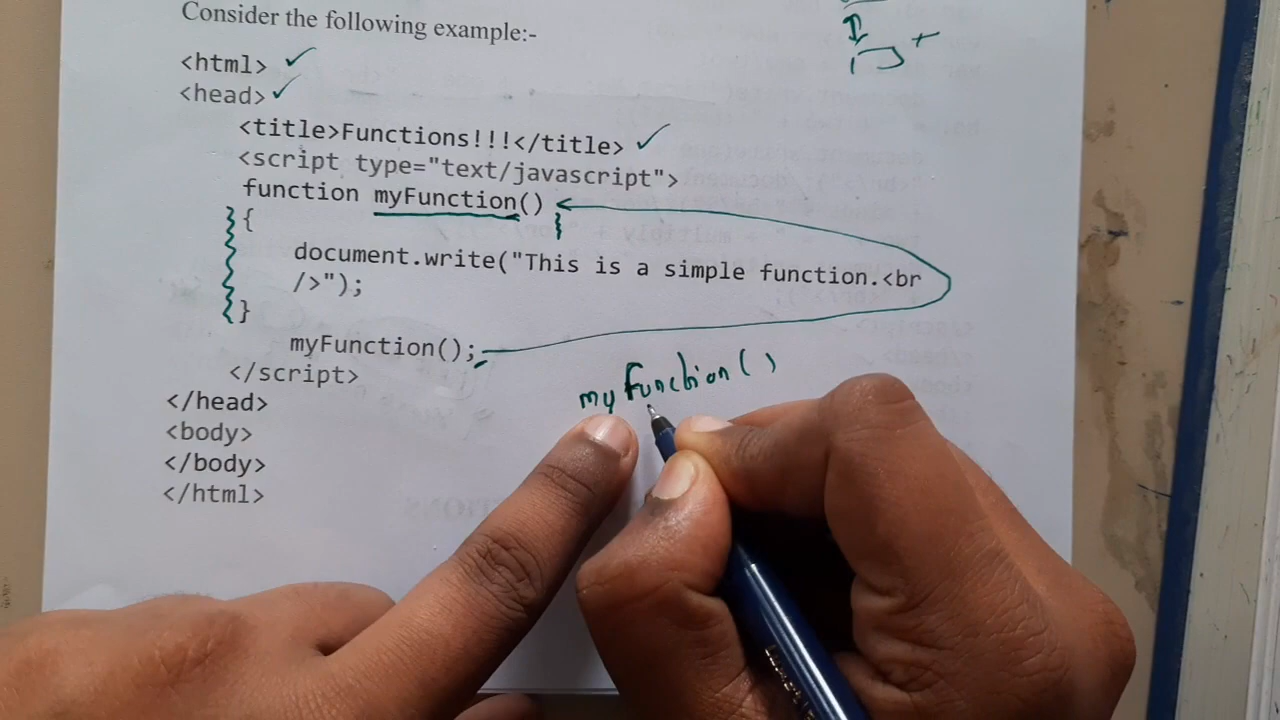 Consider the following example:-
<html>
<head>
<title>Functions!!!</title>
<script type="text/javascript">
function myFunction()
{
document.write("This is a simple function.<br
/>");
}
myFunction();
myFunction()
</script>
</head>
<body>
</body>
</html>